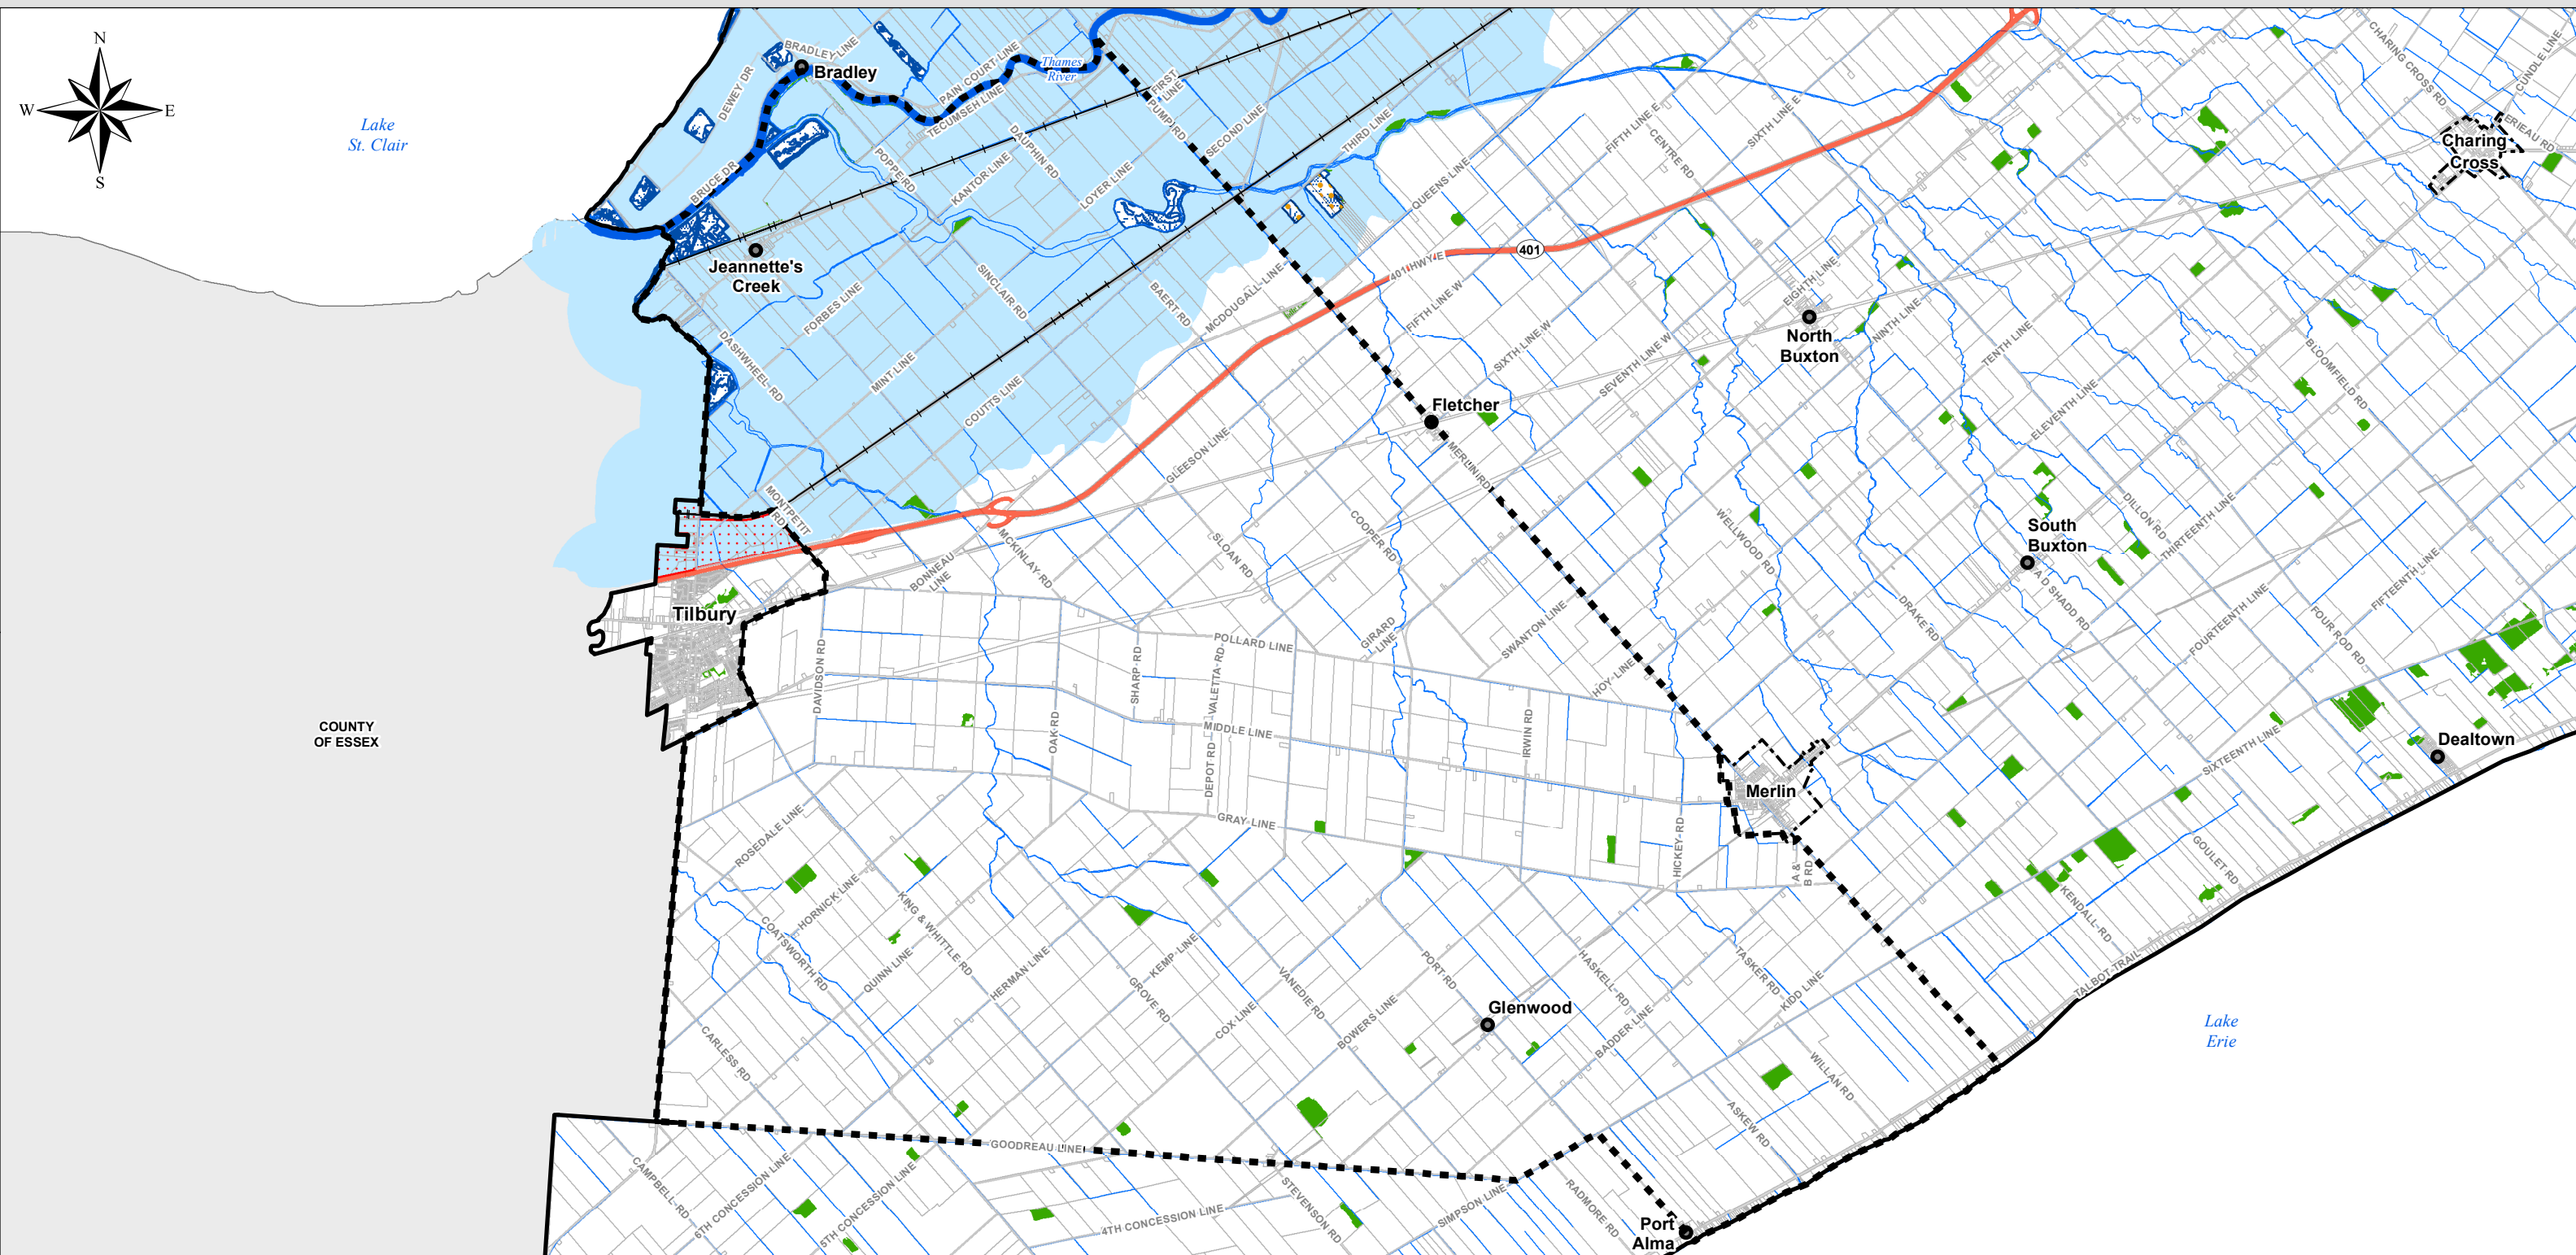 N
W
E
S
Lake
St. Clair
BRADLEY LINE
Bradley
DEWEY DR
PAIN COURT LINE
TECUMSEH LINE
Thames
River
BRUCE DR
POPPE RD
KANTOR LINE
DAUPHIN RD
LOYER LINE
FIRST
LINE
PUMP RD
SECOND LINE
THIRD LINE
Jeannette's
Creek
FORBES LINE
SINCLAIR RD
DASHWHEEL RD
MINT LINE
COUTTS LINE
BAERT RD
MCDOUGALL LINE
QUEENS LINE
401 HWY E
401
FIFTH LINE E
CENTRE RD
SIXTH LINE E
FIFTH LINE W
SIXTH LINE W
SEVENTH LINE W
EIGHTH LINE
North
Buxton
NINTH LINE
TENTH LINE
ELEVENTH LINE
CHARING CROSS RD
CUNDLE LINE
Charing
Cross
ERIEAU RD
BLOOMFIELD RD
Fletcher
MERLIN RD
GLEESON LINE
MONTPETIT
RD
MCKINLAY RD
BONNEAU
LINE
SLOAN RD
COOPER RD
WELLWOOD RD
SWANTON LINE
HOY LINE
DRAKE RD
South
Buxton
A D SHADD RD
DILLON RD
THIRTEENTH LINE
FOURTEENTH LINE
FIFTEENTH LINE
FOUR ROD RD
SIXTEENTH LINE
Dealtown
Tilbury
DAVIDSON RD
OAK RD
SHARP RD
VALETTA RD
DEPOT RD
POLLARD LINE
GIRARD
LINE
MIDDLE LINE
IRWIN RD
HICKEY RD
GRAY LINE
Merlin
A &
B RD
COUNTY
OF ESSEX
ROSEDALE LINE
HORNICK LINE
COATSWORTH RD
KING & WHITTLE RD
QUINN LINE
HERMAN LINE
GROVE RD
KEMP LINE
COX LINE
VANEDIE RD
BOWERS LINE
PORT RD
Glenwood
HASKELL RD
BADDER LINE
TASKER RD
KIDD LINE
WILLAN RD
ASKEW RD
GOULET RD
KENDALL RD
TALBOT TRAIL
Lake
Erie
CARLESS RD
GOODREAU LINE
CAMPBELL RD
6TH CONCESSION LINE
5TH CONCESSION LINE
4TH CONCESSION LINE
STEVENSON RD
SIMPSON LINE
RADMORE RD
Port
Alma